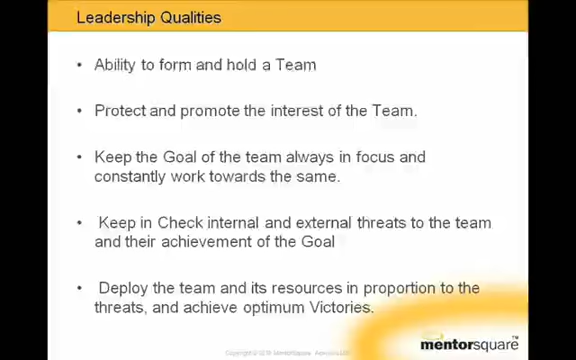 Leadership Qualities
• Ability to form and hold a Team
• Protect and promote the interest of the Team.
• Keep the Goal of the team always in focus and
constantly work towards the same.
• Keep in Check internal and external threats to the team
and their achievement of the Goal
• Deploy the team and its resources in proportion to the
threats, and achieve optimum Victories.
mentorsquare™